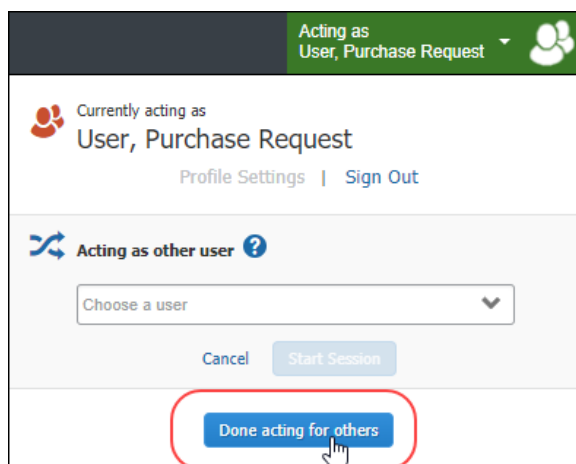 Acting as
User, Purchase Request
Currently acting as
User, Purchase Request
Profile Settings | Sign Out
Acting as other user ?
Choose a user
Cancel Start Session
Done acting for others